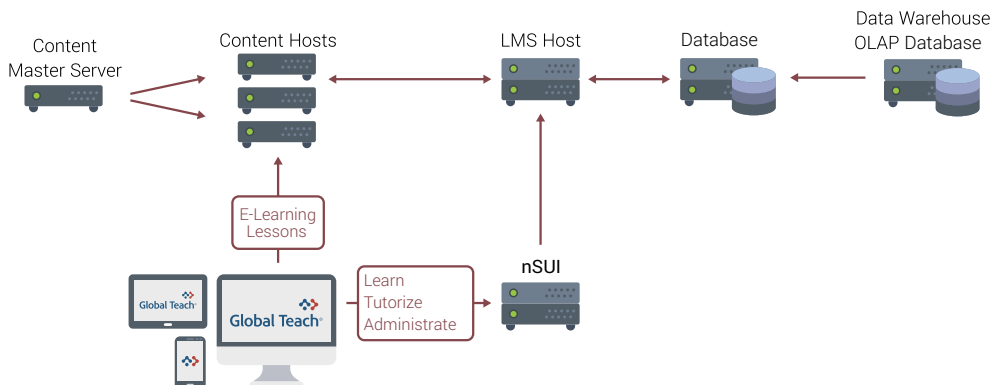 Content
Master Server
Content Hosts
LMS Host
Database
Data Warehouse
OLAP Database
E-Learning
Lessons
nSUI
Learn
Tutorize
Administrate
Global Teach®
Global Teach®